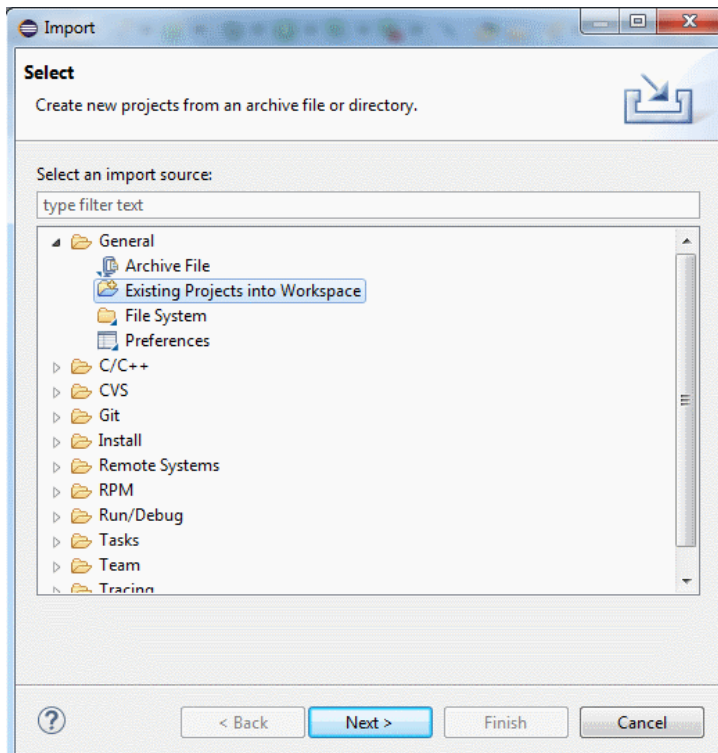 Import
Select
Create new projects from an archive file or directory.
Select an import source:
type filter text
General
Archive File
Existing Projects into Workspace
File System
Preferences
C/C++
CVS
Git
Install
Remote Systems
RPM
Run/Debug
Tasks
Team
Tracing
< Back
Next >
Finish
Cancel